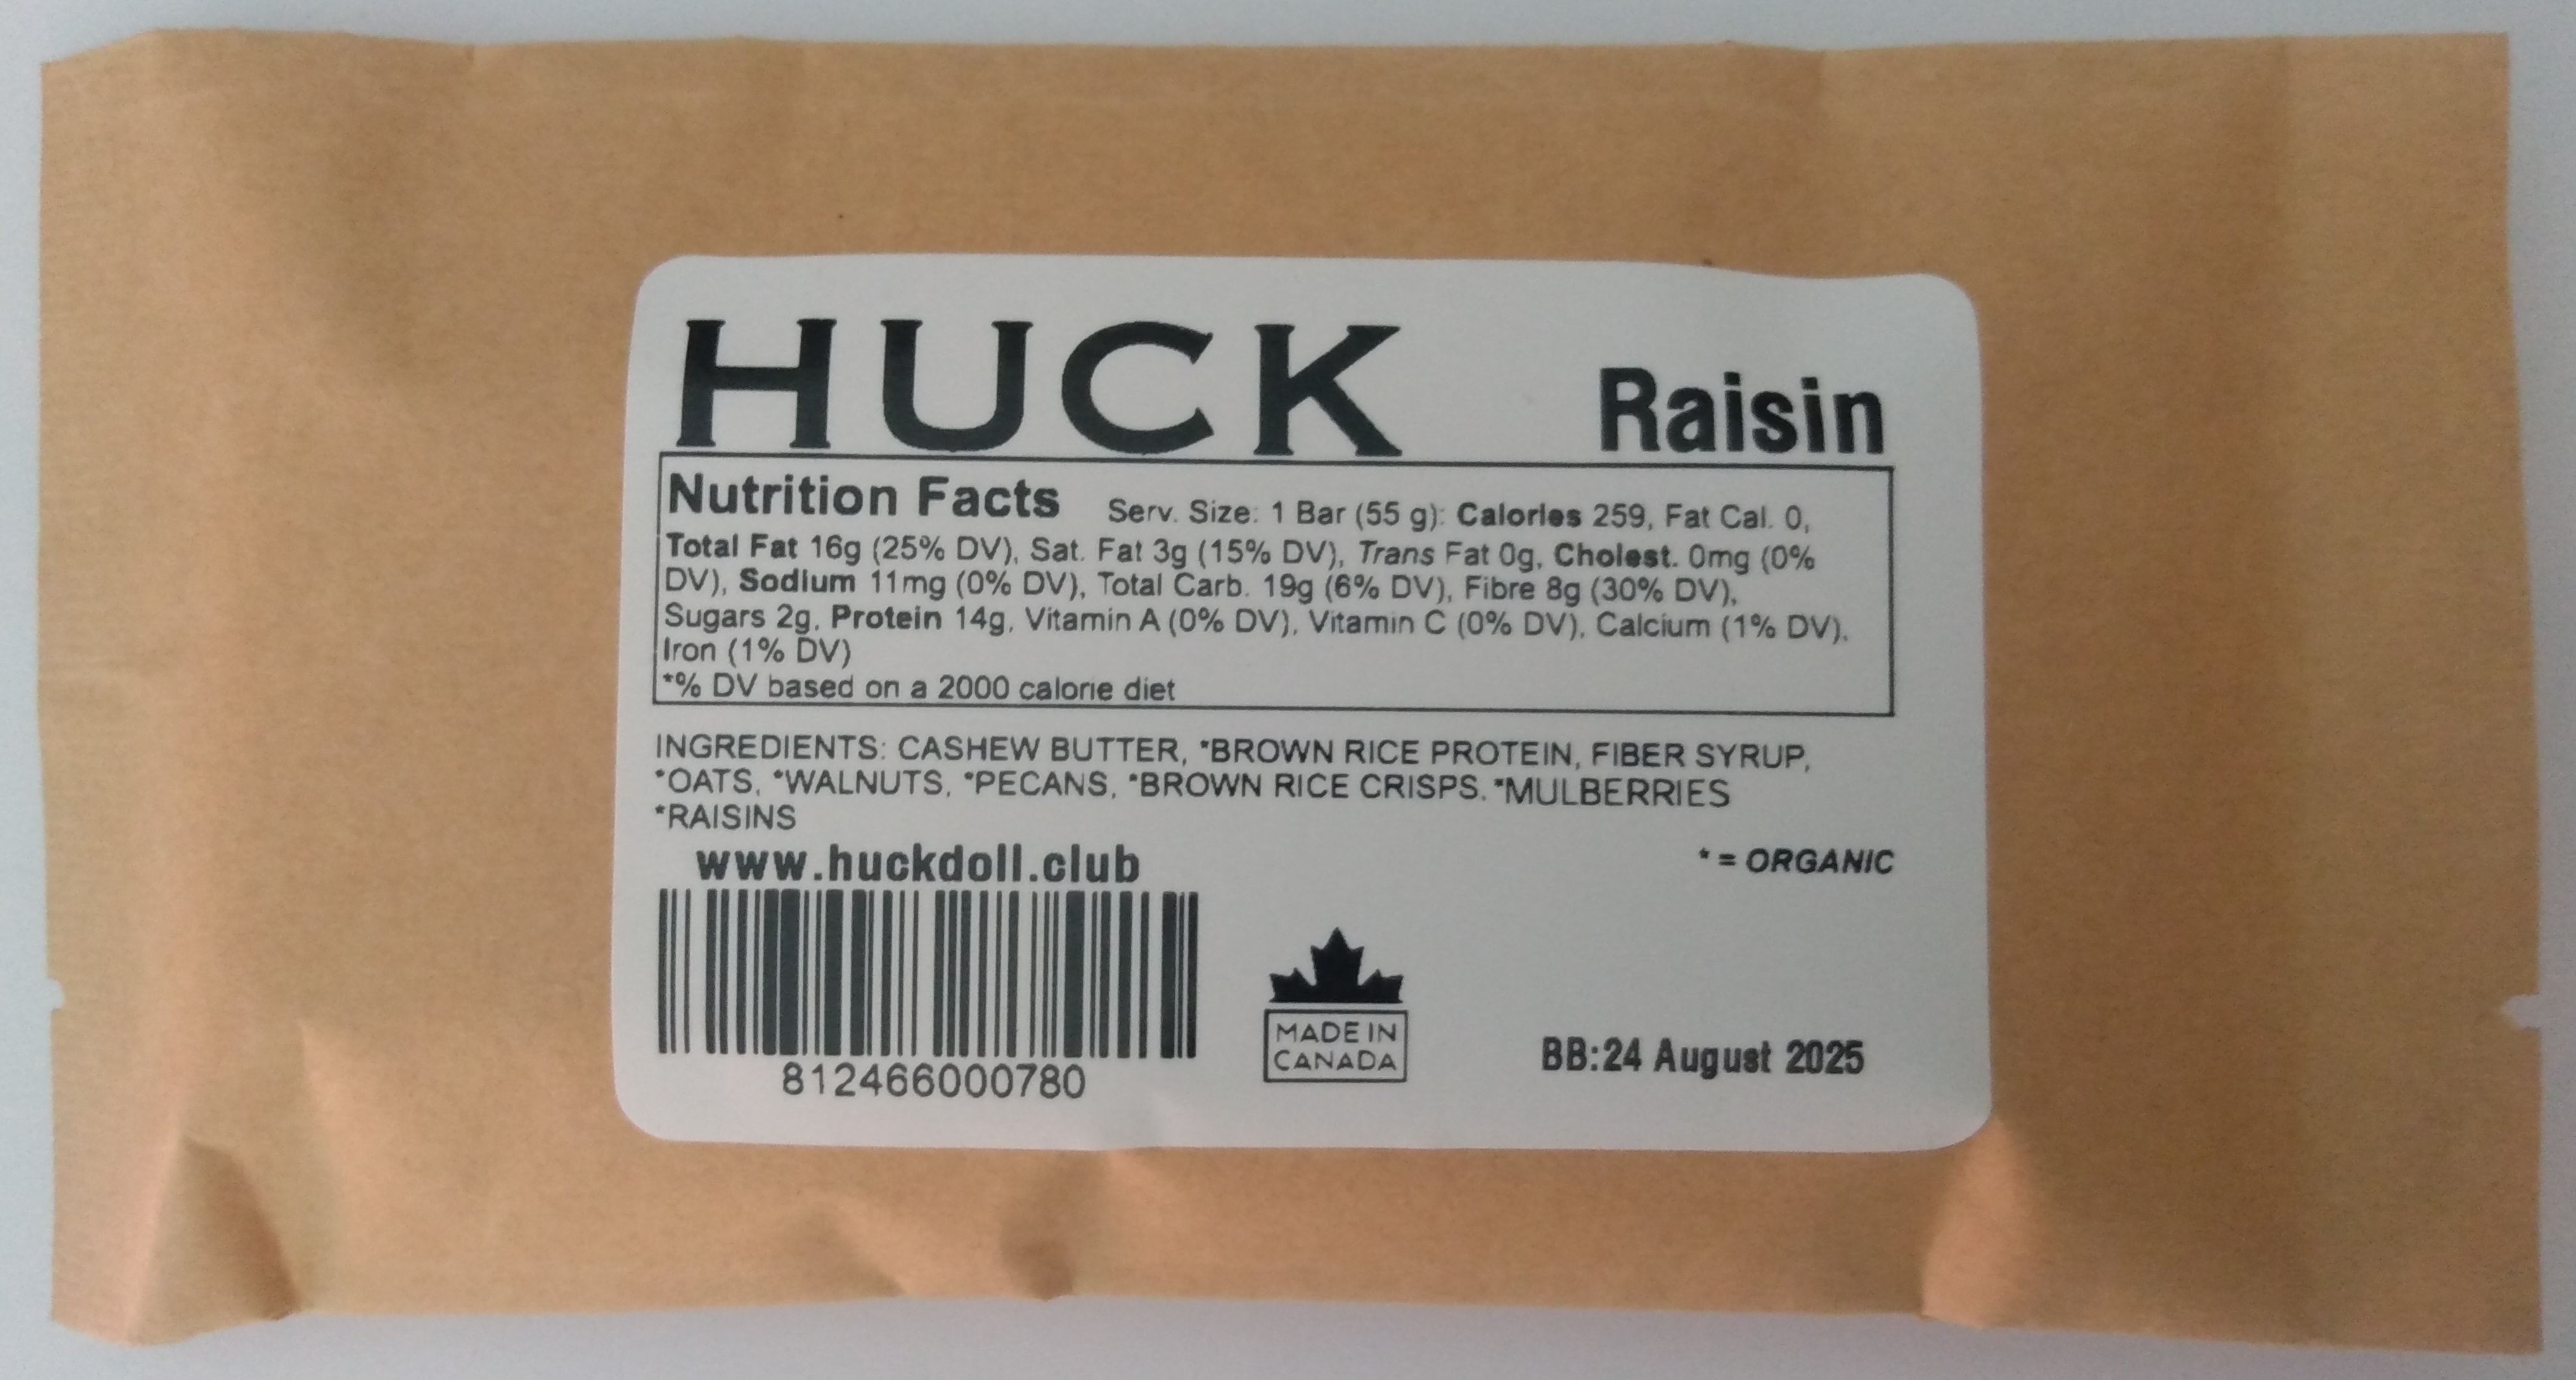 HUCK Raisin
Nutrition Facts Serv. Size: 1 Bar (55 g): Calories 259, Fat Cal. 0,
Total Fat 16g (25% DV), Sat. Fat 3g (15% DV), Trans Fat 0g, Cholest. 0mg (0%
DV), Sodium 11mg (0% DV), Total Carb. 19g (6% DV), Fibre 8g (30% DV),
Sugars 2g, Protein 14g, Vitamin A (0% DV), Vitamin C (0% DV), Calcium (1% DV),
Iron (1% DV)
*% DV based on a 2000 calorie diet
INGREDIENTS: CASHEW BUTTER, *BROWN RICE PROTEIN, FIBER SYRUP,
*OATS, *WALNUTS, *PECANS, *BROWN RICE CRISPS. *MULBERRIES
*RAISINS
www.huckdoll.club
* = ORGANIC
812466000780
MADE IN
CANADA
BB:24 August 2025